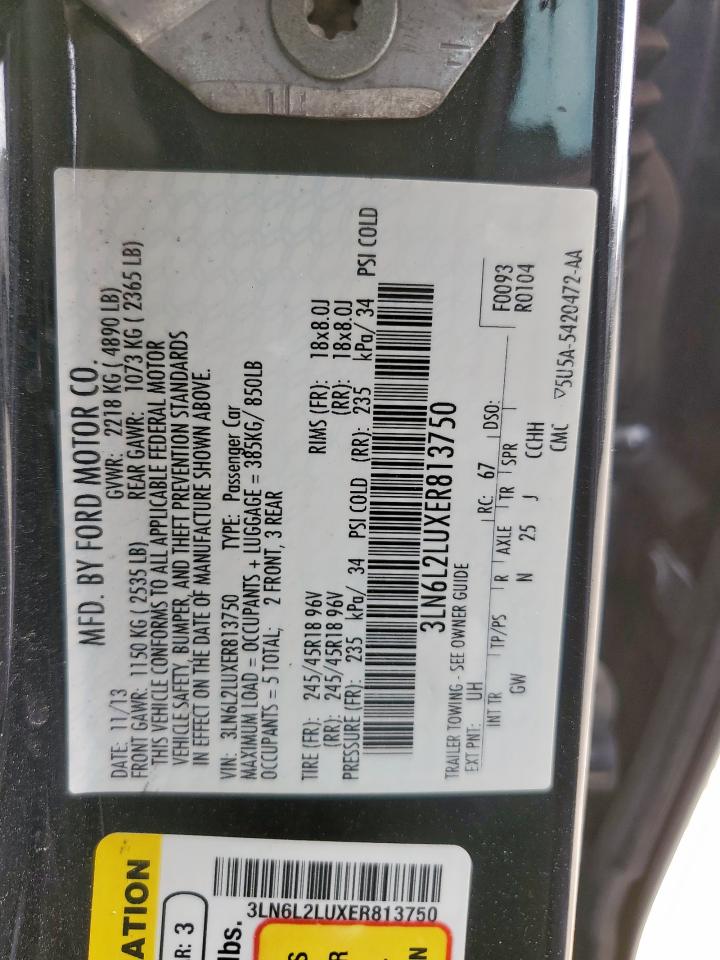 MFD. BY FORD MOTOR CO.
DATE: 11/13 GVWR: 2218 KG ( 4890 LB)
FRONT GAWR: 1150 KG ( 2535 LB) REAR GAWR: 1073 KG ( 2365 LB)
THIS VEHICLE CONFORMS TO ALL APPLICABLE FEDERAL MOTOR
VEHICLE SAFETY, BUMPER, AND THEFT PREVENTION STANDARDS
IN EFFECT ON THE DATE OF MANUFACTURE SHOWN ABOVE.
VIN: 3LN6L2LUXER813750 TYPE: Passenger Car
MAXIMUM LOAD = OCCUPANTS + LUGGAGE = 385KG/ 850LB
OCCUPANTS = 5 TOTAL; 2 FRONT, 3 REAR
TIRE (FR): 245/45R18 96V RIMS (FR): 18x8.0J
(RR): 245/45R18 96V (RR): 18x8.0J
PRESSURE (FR): 235 kPa/ 34 PSI COLD (RR): 235 kPa/ 34 PSI COLD
3LN6L2LUXER813750
TRAILER TOWING - SEE OWNER GUIDE
EXT PNT: UH RC: 67 DSO: F0093
R0104
INT TR TP/PS R AXLE TR SPR
GW N 25 J CCHH
CMC ▽5U5A-5420472-AA
ATION
AR: 3
lbs.
3LN6L2LUXER813750
S
R
N